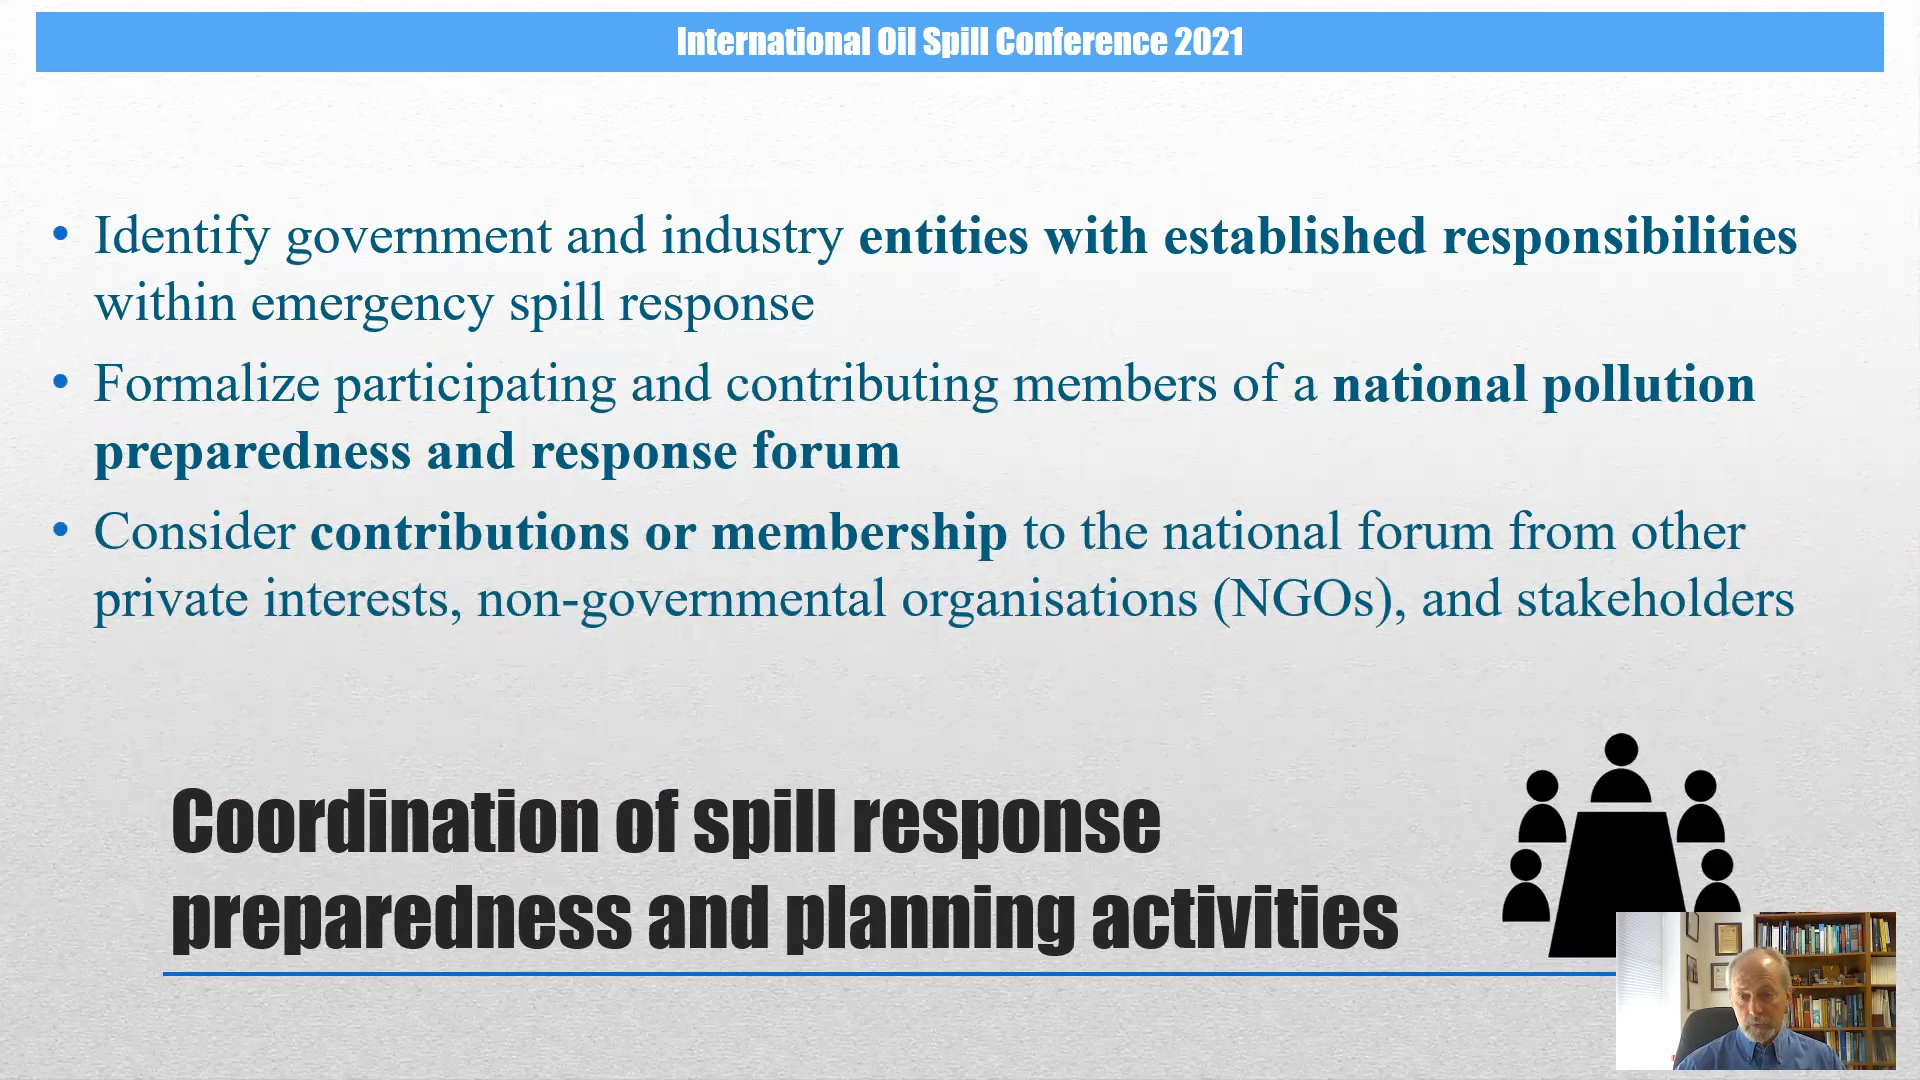 International Oil Spill Conference 2021
• Identify government and industry entities with established responsibilities
within emergency spill response
• Formalize participating and contributing members of a national pollution
preparedness and response forum
• Consider contributions or membership to the national forum from other
private interests, non-governmental organisations (NGOs), and stakeholders
Coordination of spill response
preparedness and planning activities